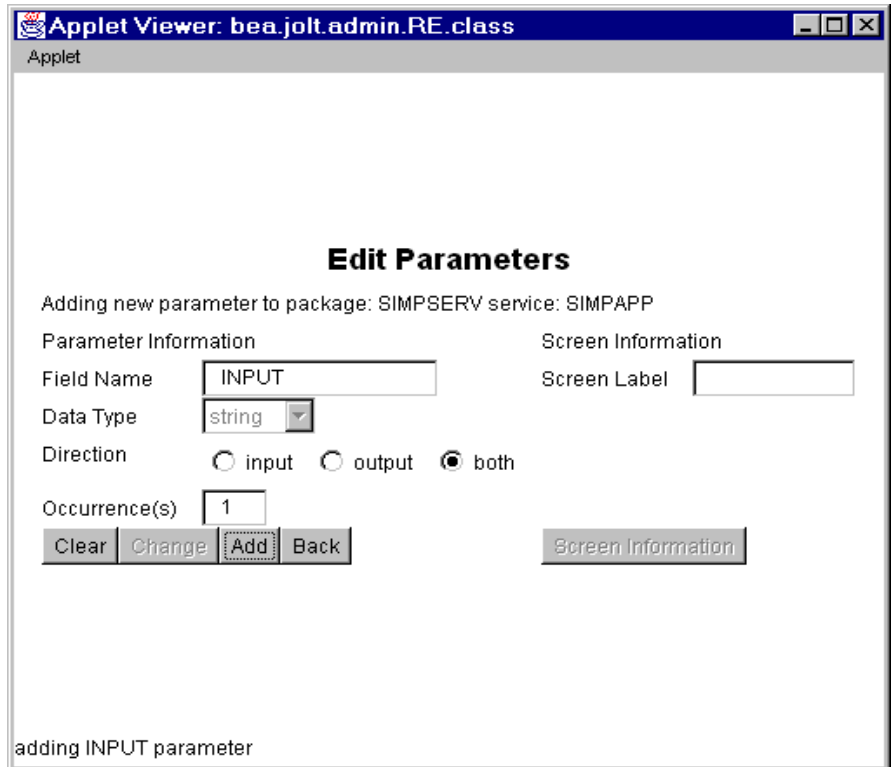 Applet Viewer: bea.jolt.admin.RE.class
Applet
Edit Parameters
Adding new parameter to package: SIMPSERV service: SIMPAPP
Parameter Information Screen Information
Field Name INPUT Screen Label
Data Type string
Direction input output both
Occurrence(s) 1
Clear Change Add Back Screen Information
adding INPUT parameter